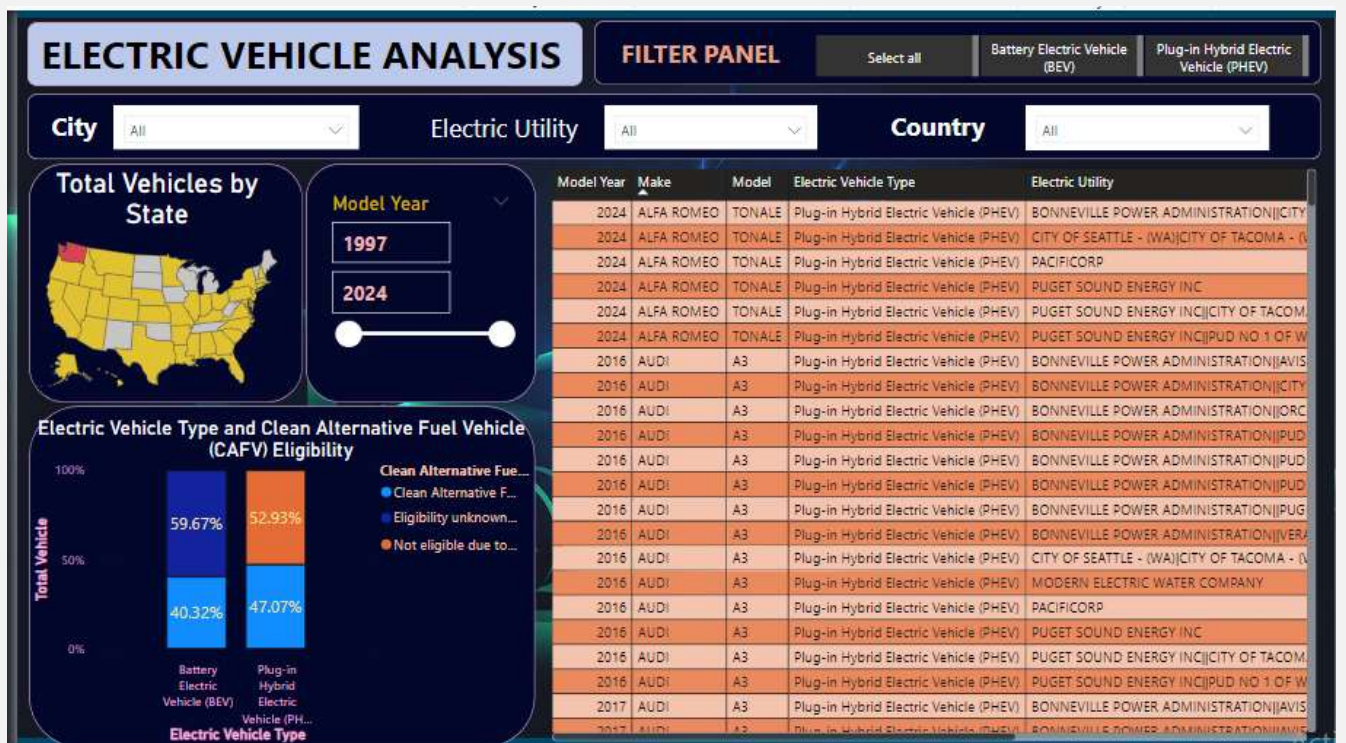 ELECTRIC VEHICLE ANALYSIS
FILTER PANEL
Select all
Battery Electric Vehicle
(BEV)
Plug-in Hybrid Electric
Vehicle (PHEV)
City
All
Electric Utility
All
Country
All
Total Vehicles by
State
Model Year
1997
2024
Electric Vehicle Type and Clean Alternative Fuel Vehicle
(CAFV) Eligibility
100%
50%
0%
Total Vehicle
59.67%
52.93%
40.32%
47.07%
Battery
Electric
Vehicle (BEV)
Plug-in
Hybrid
Electric
Vehicle (PH...
Electric Vehicle Type
Clean Alternative Fue...
Clean Alternative F...
Eligibility unknown...
Not eligible due to...
Model Year Make Model Electric Vehicle Type Electric Utility
2024 ALFA ROMEO TONALE Plug-in Hybrid Electric Vehicle (PHEV) BONNEVILLE POWER ADMINISTRATION||CITY
2024 ALFA ROMEO TONALE Plug-in Hybrid Electric Vehicle (PHEV) CITY OF SEATTLE - (WA)|CITY OF TACOMA - (
2024 ALFA ROMEO TONALE Plug-in Hybrid Electric Vehicle (PHEV) PACIFICORP
2024 ALFA ROMEO TONALE Plug-in Hybrid Electric Vehicle (PHEV) PUGET SOUND ENERGY INC
2024 ALFA ROMEO TONALE Plug-in Hybrid Electric Vehicle (PHEV) PUGET SOUND ENERGY INC||CITY OF TACOM
2024 ALFA ROMEO TONALE Plug-in Hybrid Electric Vehicle (PHEV) PUGET SOUND ENERGY INC||PUD NO 1 OF W
2016 AUDI A3 Plug-in Hybrid Electric Vehicle (PHEV) BONNEVILLE POWER ADMINISTRATION||AVIS
2016 AUDI A3 Plug-in Hybrid Electric Vehicle (PHEV) BONNEVILLE POWER ADMINISTRATION||CITY
2016 AUDI A3 Plug-in Hybrid Electric Vehicle (PHEV) BONNEVILLE POWER ADMINISTRATION||ORC
2016 AUDI A3 Plug-in Hybrid Electric Vehicle (PHEV) BONNEVILLE POWER ADMINISTRATION||PUD
2016 AUDI A3 Plug-in Hybrid Electric Vehicle (PHEV) BONNEVILLE POWER ADMINISTRATION||PUD
2016 AUDI A3 Plug-in Hybrid Electric Vehicle (PHEV) BONNEVILLE POWER ADMINISTRATION||PUD
2016 AUDI A3 Plug-in Hybrid Electric Vehicle (PHEV) BONNEVILLE POWER ADMINISTRATION||PUG
2016 AUDI A3 Plug-in Hybrid Electric Vehicle (PHEV) BONNEVILLE POWER ADMINISTRATION||VERA
2016 AUDI A3 Plug-in Hybrid Electric Vehicle (PHEV) CITY OF SEATTLE - (WA)|CITY OF TACOMA - (
2016 AUDI A3 Plug-in Hybrid Electric Vehicle (PHEV) MODERN ELECTRIC WATER COMPANY
2016 AUDI A3 Plug-in Hybrid Electric Vehicle (PHEV) PACIFICORP
2016 AUDI A3 Plug-in Hybrid Electric Vehicle (PHEV) PUGET SOUND ENERGY INC
2016 AUDI A3 Plug-in Hybrid Electric Vehicle (PHEV) PUGET SOUND ENERGY INC||CITY OF TACOM
2016 AUDI A3 Plug-in Hybrid Electric Vehicle (PHEV) PUGET SOUND ENERGY INC||PUD NO 1 OF W
2017 AUDI A3 Plug-in Hybrid Electric Vehicle (PHEV) BONNEVILLE POWER ADMINISTRATION||AVIS
2017 AUDI A3 Plug-in Hybrid Electric Vehicle (PHEV) BONNEVILLE POWER ADMINISTRATION